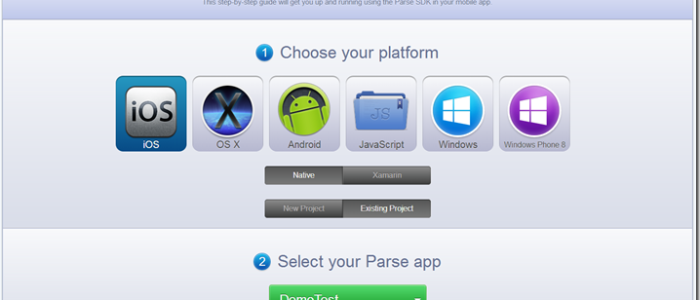 This step-by-step guide will get you up and running using the Parse SDK in your mobile app.
1 Choose your platform
iOS
X
JS
iOS
OS X
Android
JavaScript
Windows
Windows Phone 8
Native
Xamarin
New Project
Existing Project
2 Select your Parse app
DemoTest